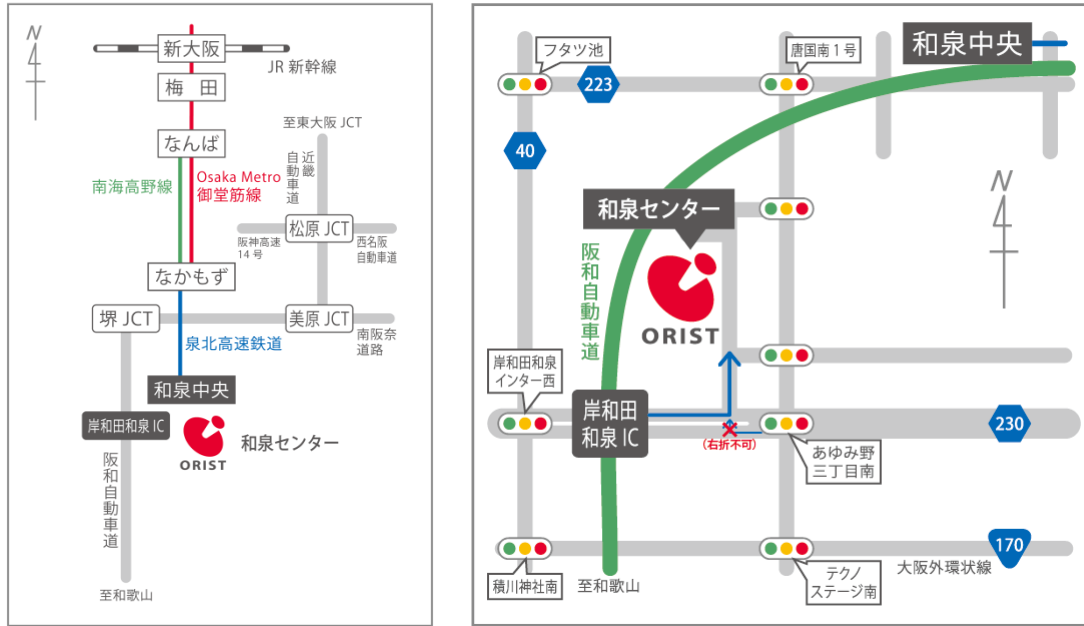 N
新大阪
JR 新幹線
梅 田
至東大阪 JCT
なんば
近畿
自動車道
南海高野線
Osaka Metro
御堂筋線
松原 JCT
阪神高速
14 号
西名阪
自動車道
なかもず
堺 JCT
美原 JCT
南阪奈
道路
泉北高速鉄道
和泉中央
岸和田和泉 IC
ORIST
和泉センター
阪和自動車道
至和歌山
フタツ池
唐国南 1 号
和泉中央
223
40
N
和泉センター
阪和自動車道
ORIST
岸和田和泉
インター西
岸和田
和泉 IC
230
(右折不可)
あゆみ野
三丁目南
170
大阪外環状線
積川神社南
至和歌山
テクノ
ステージ南